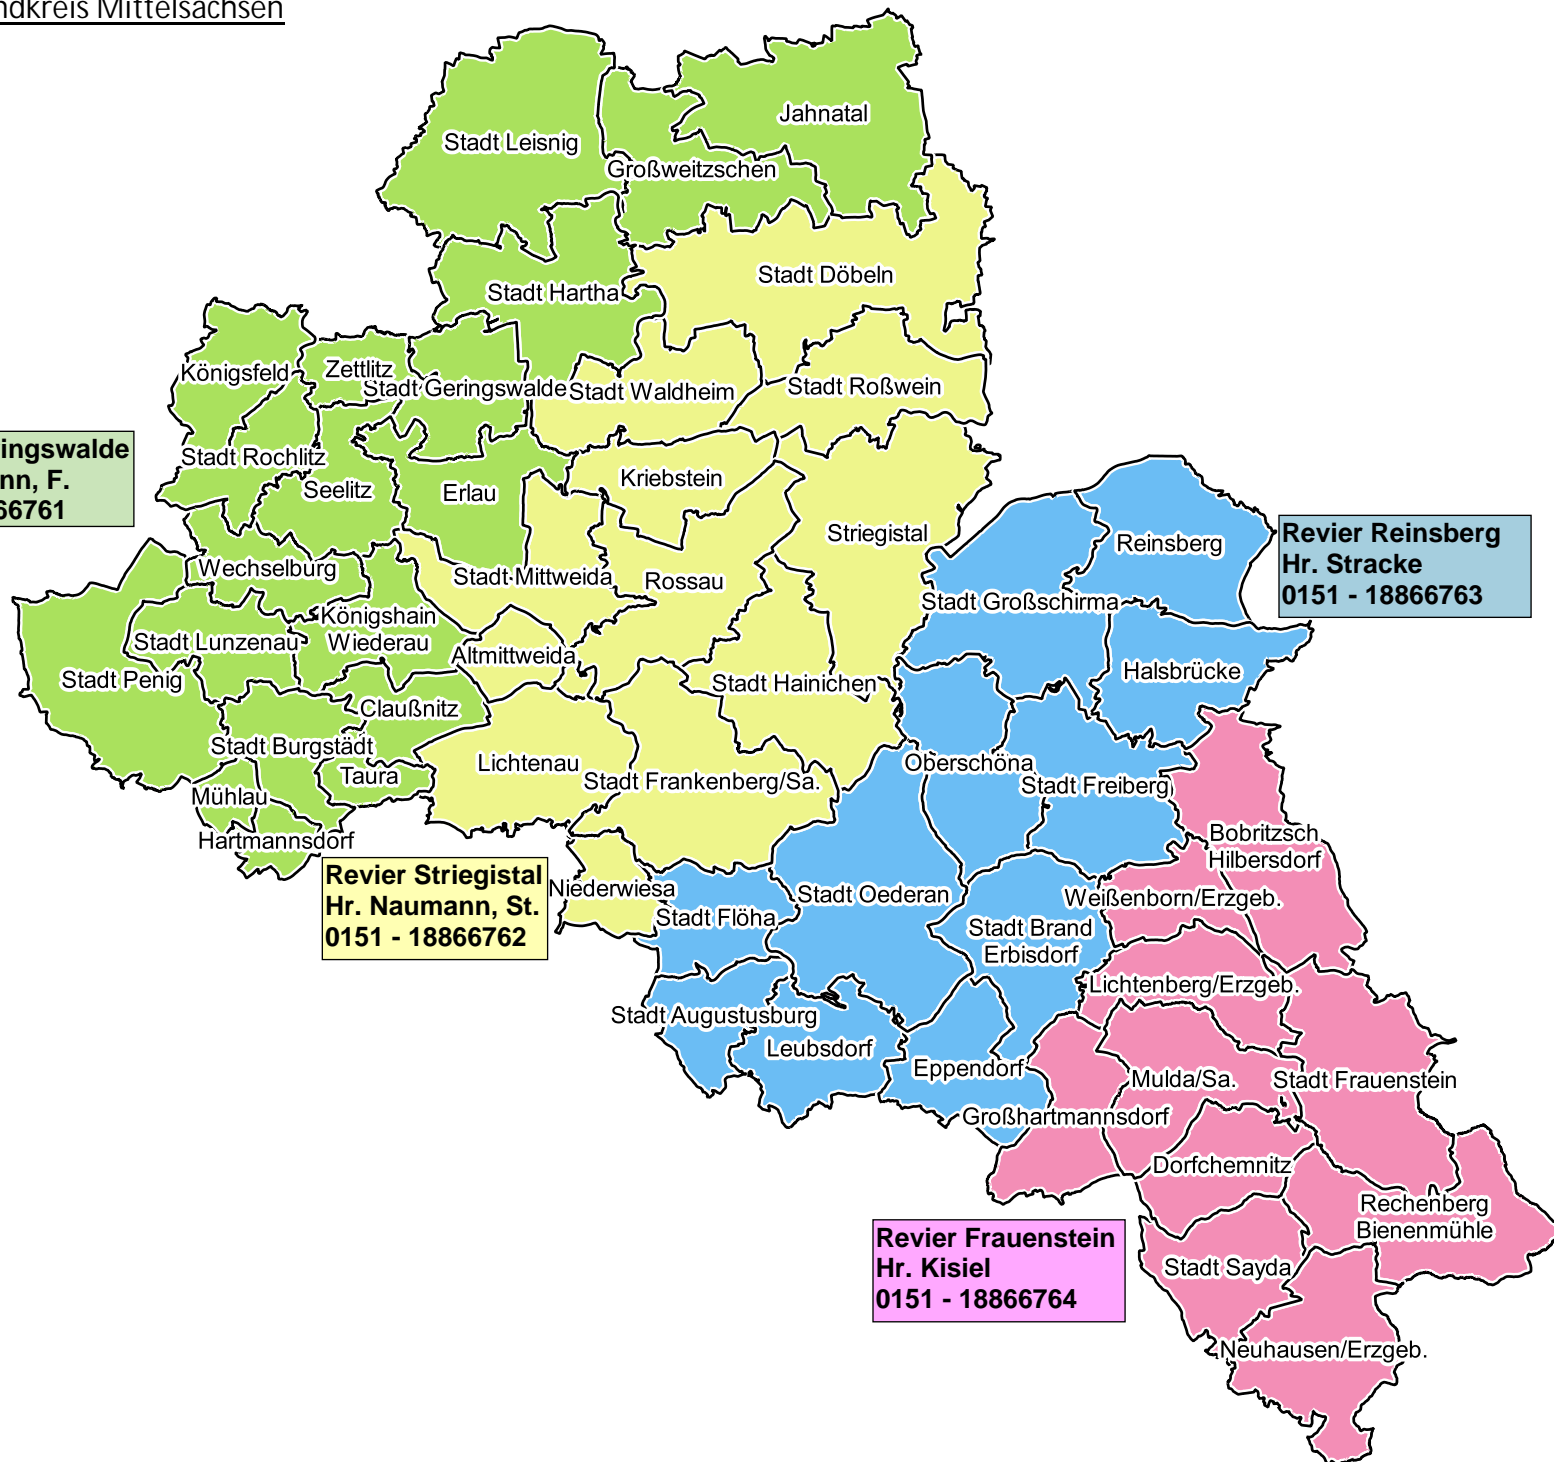 ndkreis Mittelsachsen
Jahnatal
Stadt Leisnig
Großweitzschen
Stadt Döbeln
Stadt Hartha
Königsfeld
Zettlitz
Stadt Geringswalde
Stadt Waldheim
Stadt Roßwein
ingswalde
nn, F.
66761
Stadt Rochlitz
Seelitz
Erlau
Kriebstein
Striegistal
Reinsberg
Revier Reinsberg
Hr. Stracke
0151 - 18866763
Wechselburg
Stadt Mittweida
Rossau
Stadt Großschirma
Königshain
Wiederau
Stadt Lunzenau
Altmittweida
Stadt Penig
Stadt Hainichen
Halsbrücke
Claußnitz
Stadt Burgstädt
Taura
Lichtenau
Stadt Frankenberg/Sa.
Oberschöna
Stadt Freiberg
Mühlau
Hartmannsdorf
Bobritzsch
Hilbersdorf
Revier Striegistal
Hr. Naumann, St.
0151 - 18866762
Niederwiesa
Stadt Flöha
Stadt Oederan
Weißenborn/Erzgeb.
Stadt Brand
Erbisdorf
Lichtenberg/Erzgeb.
Stadt Augustusburg
Leubsdorf
Eppendorf
Mulda/Sa.
Stadt Frauenstein
Großhartmannsdorf
Dorfchemnitz
Rechenberg
Bienenmühle
Revier Frauenstein
Hr. Kisiel
0151 - 18866764
Stadt Sayda
Neuhausen/Erzgeb.